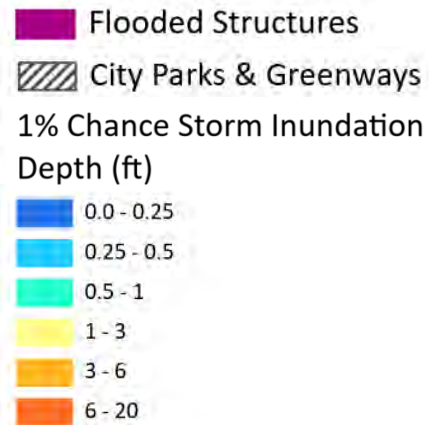 Flooded Structures
City Parks & Greenways
1% Chance Storm Inundation
Depth (ft)
0.0 - 0.25
0.25 - 0.5
0.5 - 1
1 - 3
3 - 6
6 - 20